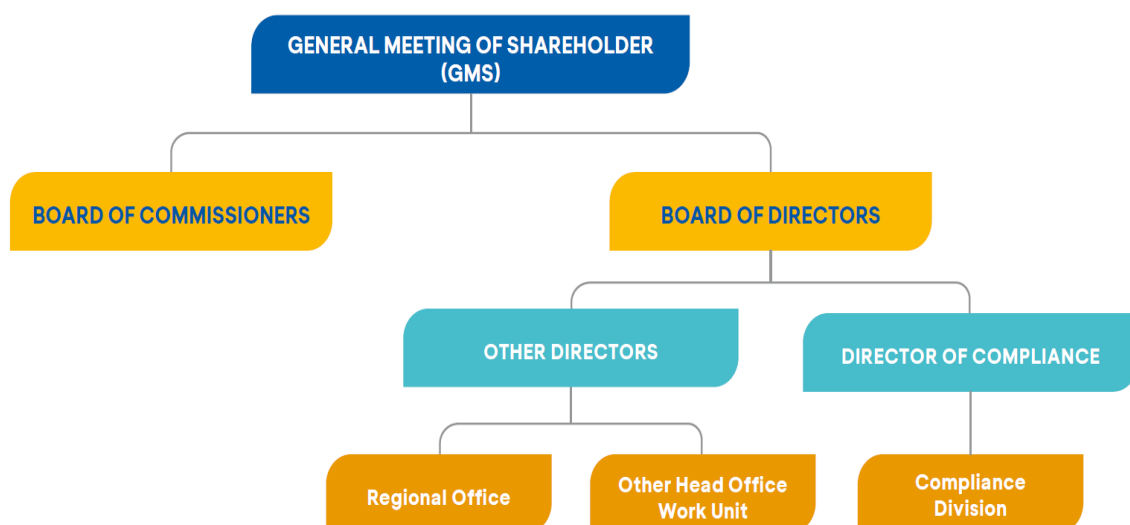 GENERAL MEETING OF SHAREHOLDER
(GMS)
BOARD OF COMMISSIONERS
BOARD OF DIRECTORS
OTHER DIRECTORS
DIRECTOR OF COMPLIANCE
Regional Office
Other Head Office
Work Unit
Compliance
Division